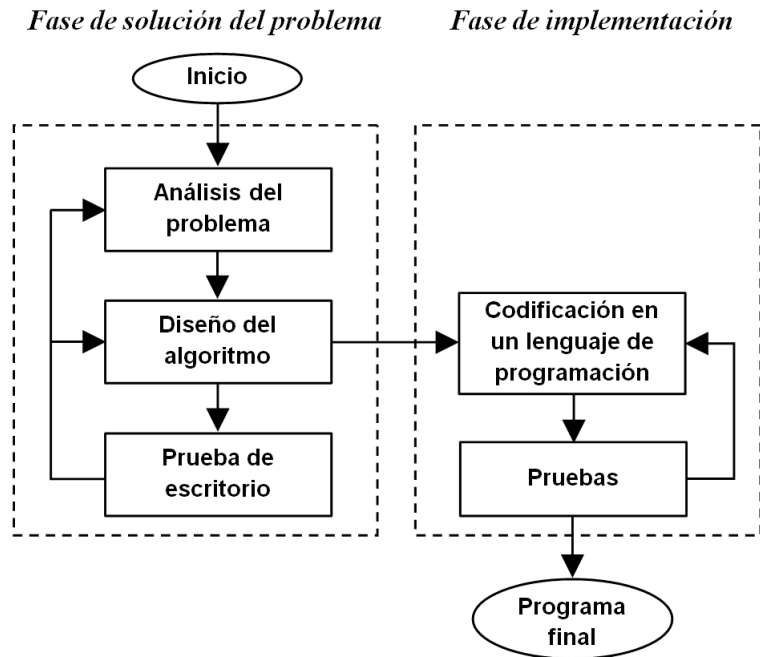 Fase de solución del problema
Fase de implementación
Inicio
Análisis del
problema
Diseño del
algoritmo
Prueba de
escritorio
Codificación en
un lenguaje de
programación
Pruebas
Programa
final